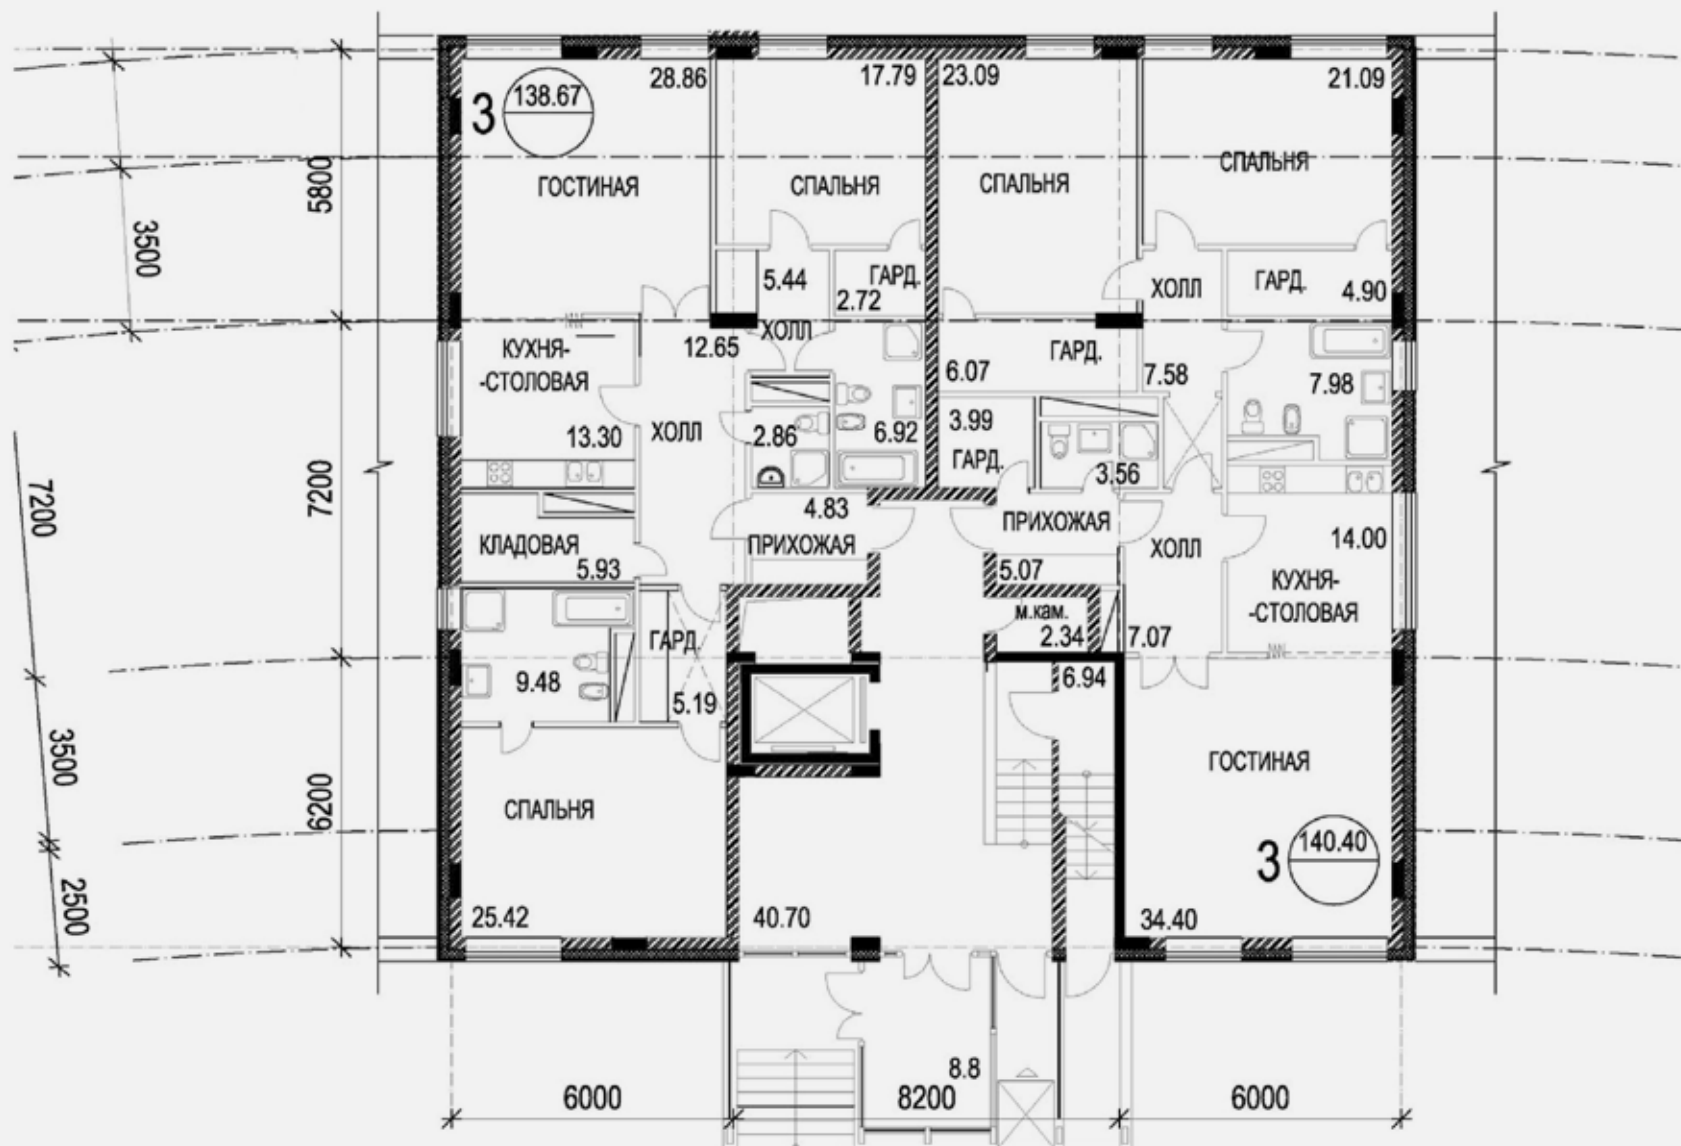 28.86
17.79
23.09
21.09
3
138.67
5800
3500
ГОСТИНАЯ
СПАЛЬНЯ
СПАЛЬНЯ
СПАЛЬНЯ
5.44
ГАРД.
2.72
ХОЛЛ
ГАРД.
4.90
КУХНЯ-
-СТОЛОВАЯ
12.65
ХОЛЛ
6.07
ГАРД.
7.58
7.98
13.30
ХОЛЛ
2.86
6.92
3.99
ГАРД.
3.56
7200
7200
КЛАДОВАЯ
5.93
4.83
ПРИХОЖАЯ
ПРИХОЖАЯ
5.07
ХОЛЛ
14.00
КУХНЯ-
-СТОЛОВАЯ
м.кам.
2.34
7.07
ГАРД.
5.19
9.48
6.94
3500
6200
2500
СПАЛЬНЯ
ГОСТИНАЯ
3
140.40
25.42
40.70
34.40
8.8
6000
8200
6000